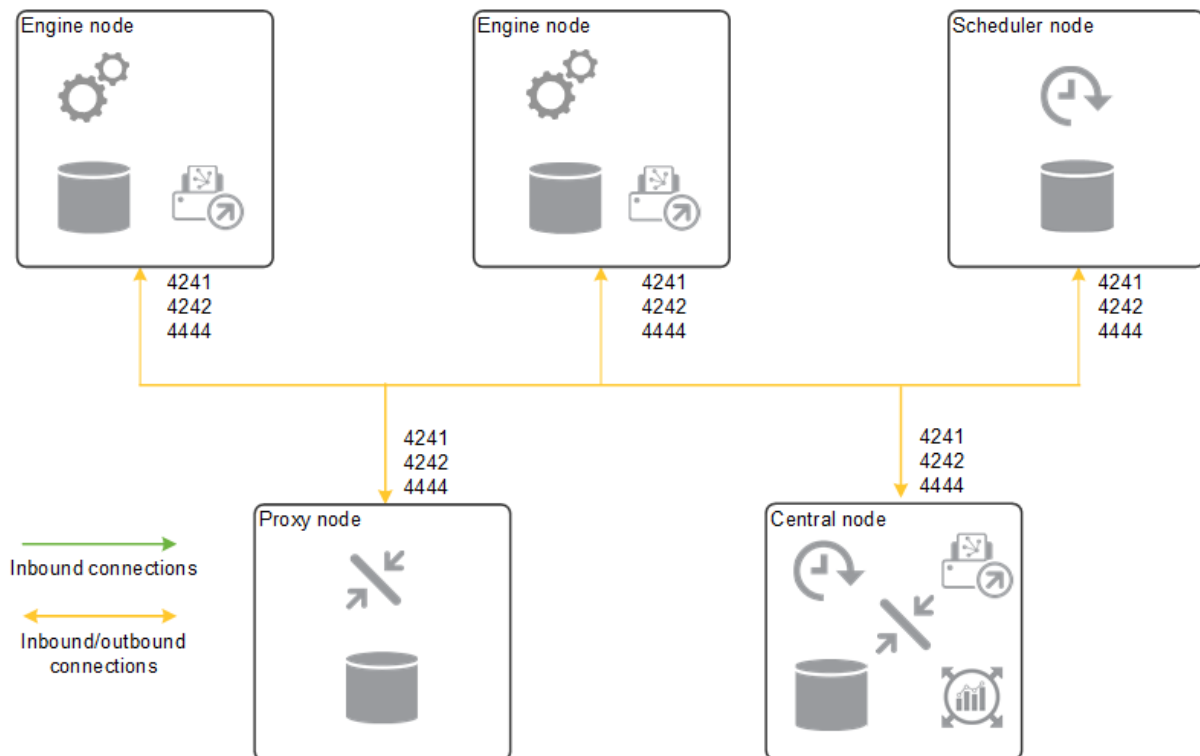 Engine node
Engine node
Scheduler node
4241
4242
4444
4241
4242
4444
4241
4242
4444
4241
4242
4444
4241
4242
4444
Proxy node
Central node
Inbound connections
Inbound/outbound
connections